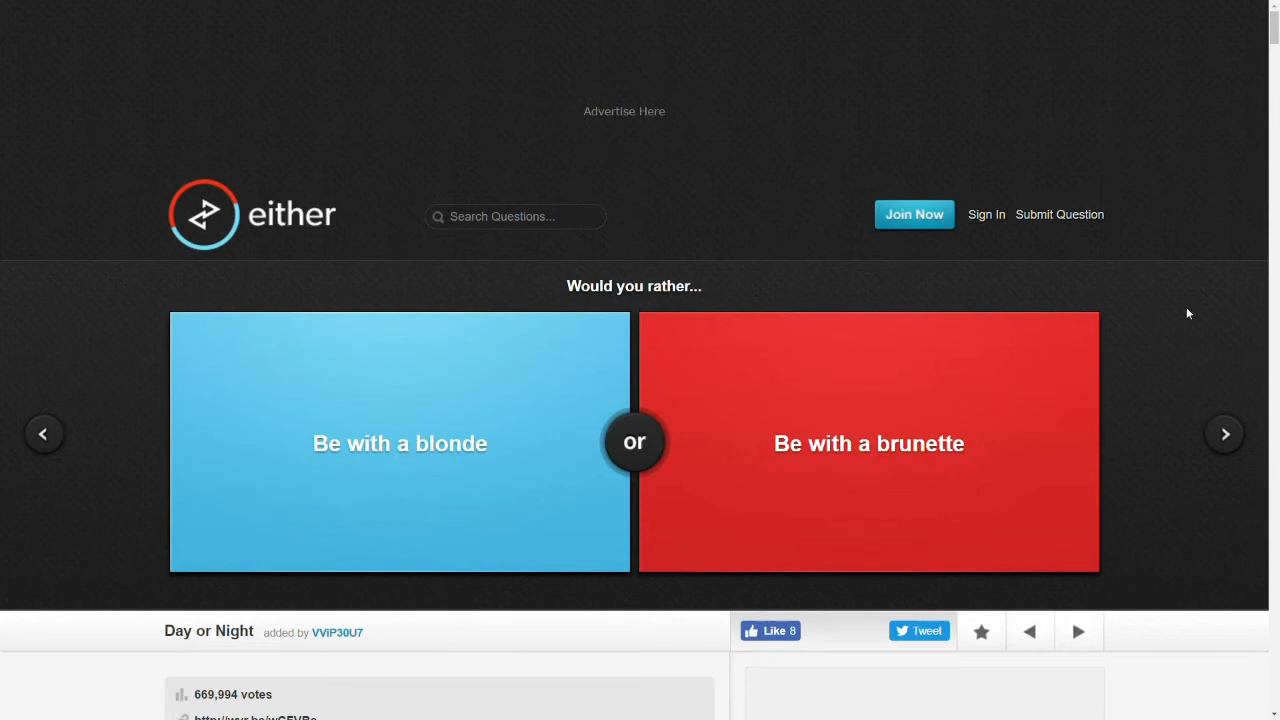 Advertise Here
either
Search Questions...
Join Now
Sign In
Submit Question
Would you rather...
Be with a blonde
or
Be with a brunette
Day or Night
added by VViP30U7
Like 8
Tweet
669,994 votes